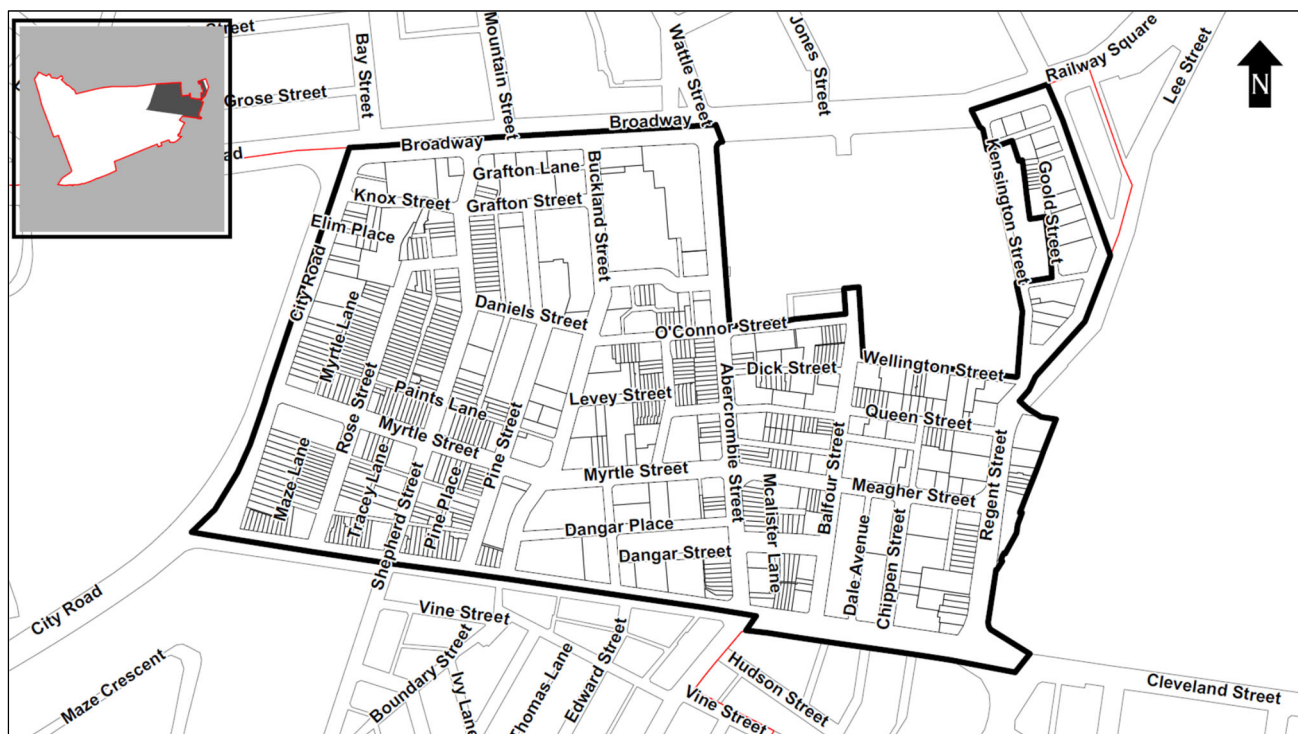 Street
Bay Street
Mountain Street
Wattle Street
Jones Street
Railway Square
Lee Street
N
Grose Street
Broadway
Broadway
ad
Grafton Lane
Buckland Street
Kensington Street
Goold Street
Knox Street
Grafton Street
Elim Place
City Road
Daniels Street
O'Connor Street
Myrtle Lane
Wellington Street
Dick Street
Rose Street
Paints Lane
Levey Street
Abercrombie Street
Queen Street
Myrtle Street
Pine Street
Balfour Street
Regent Street
Maze Lane
Tracey Lane
Shepherd Street
Pine Place
Myrtle Street
Mcalister Lane
Meagher Street
Dangar Place
Dangar Street
Dale Avenue
Chippen Street
City Road
Vine Street
Boundary Street
Ivy Lane
Thomas Lane
Edward Street
Hudson Street
Vine Street
Maze Crescent
Cleveland Street